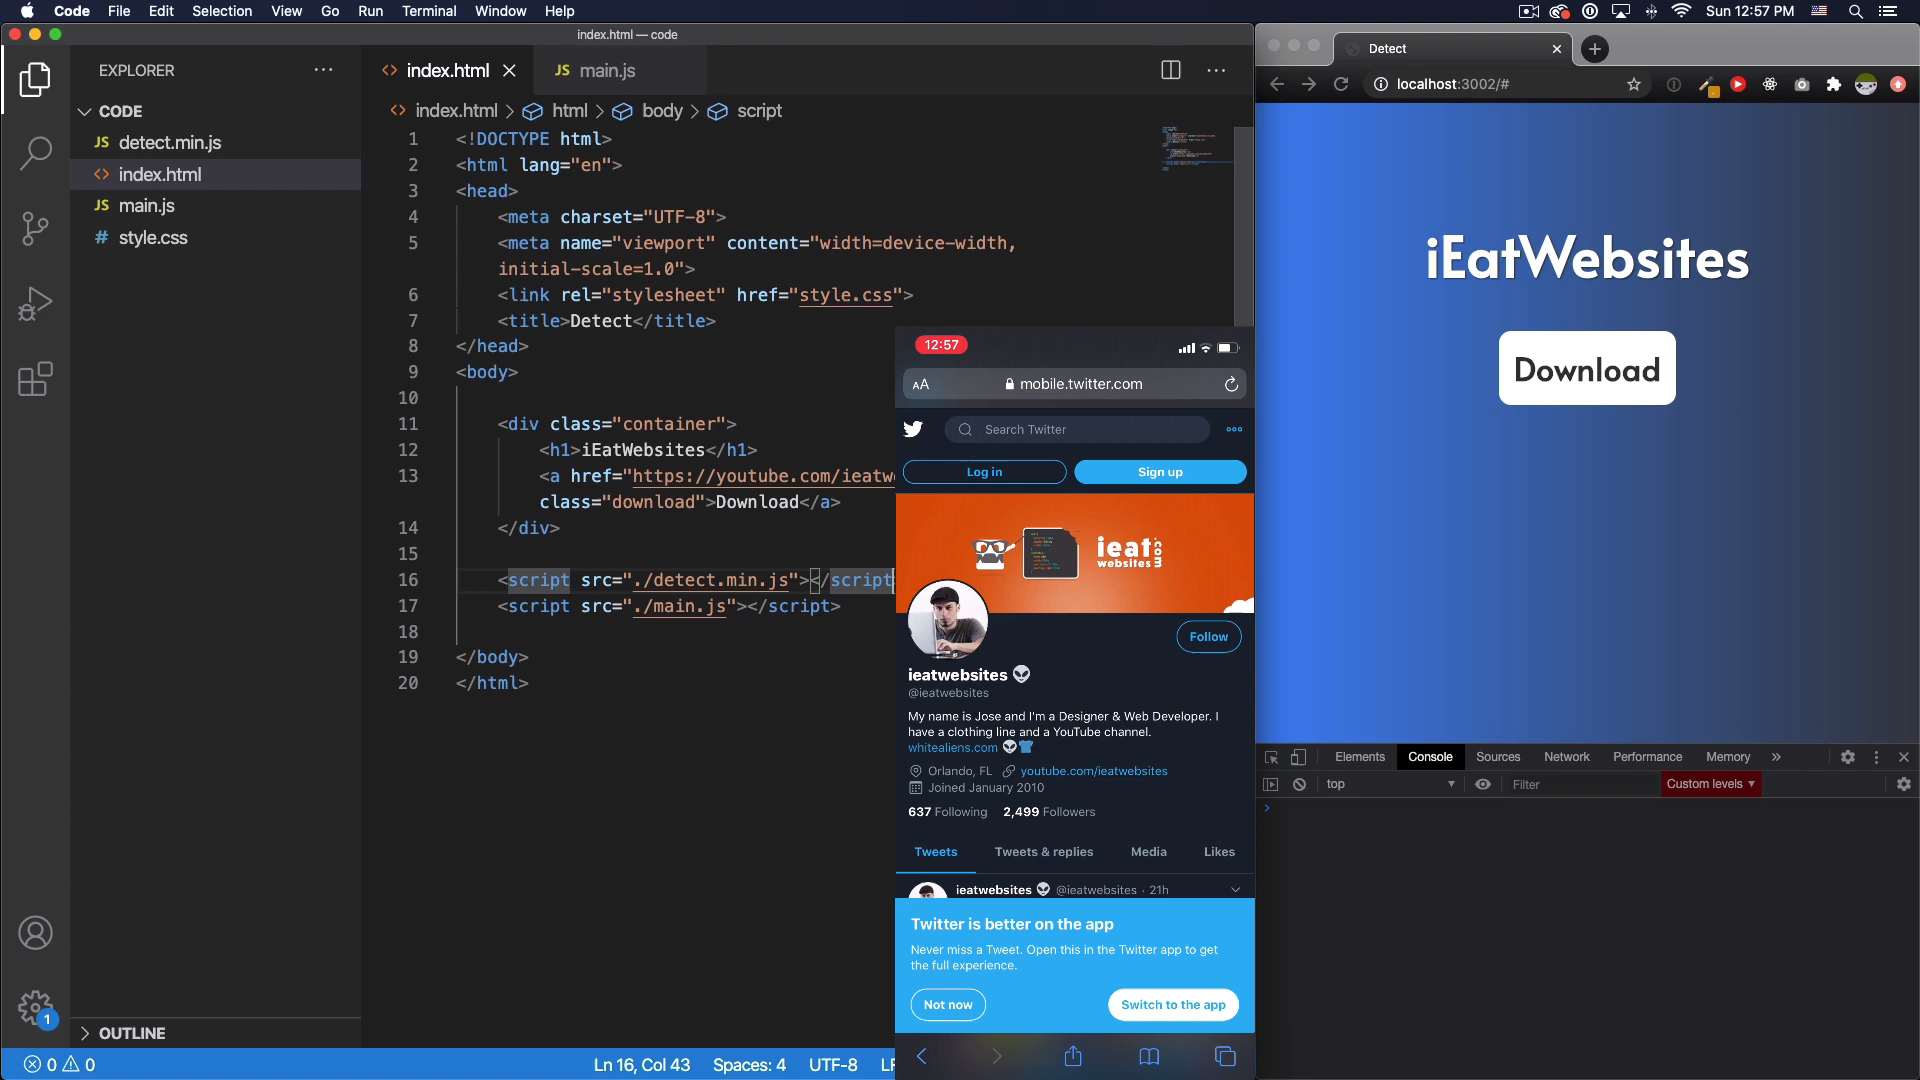 Code File Edit Selection View Go Run Terminal Window Help
Sun 12:57 PM
index.html — code
EXPLORER
CODE
JS detect.min.js
<> index.html
JS main.js
# style.css
OUTLINE
<> index.html
JS main.js
<> index.html > html > body > script
1 <!DOCTYPE html>
2 <html lang="en">
3 <head>
4 <meta charset="UTF-8">
5 <meta name="viewport" content="width=device-width,
initial-scale=1.0">
6 <link rel="stylesheet" href="style.css">
7 <title>Detect</title>
8 </head>
9 <body>
10
11 <div class="container">
12 <h1>iEatWebsites</h1>
13 <a href="https://youtube.com/ieatw
class="download">Download</a>
14 </div>
15
16 <script src="./detect.min.js"></script
17 <script src="./main.js"></script>
18
19 </body>
20 </html>
1
0 0
Ln 16, Col 43 Spaces: 4 UTF-8 LF
12:57
AA mobile.twitter.com
Search Twitter
Log in Sign up
ieat
websites
.com
Follow
ieatwebsites
@ieatwebsites
My name is Jose and I'm a Designer & Web Developer. I
have a clothing line and a YouTube channel.
whitealiens.com
Orlando, FL youtube.com/ieatwebsites
Joined January 2010
637 Following 2,499 Followers
Tweets Tweets & replies Media Likes
ieatwebsites @ieatwebsites · 21h
Twitter is better on the app
Never miss a Tweet. Open this in the Twitter app to get
the full experience.
Not now Switch to the app
Detect
localhost:3002/#
iEatWebsites
Download
Elements Console Sources Network Performance Memory »
top Filter Custom levels